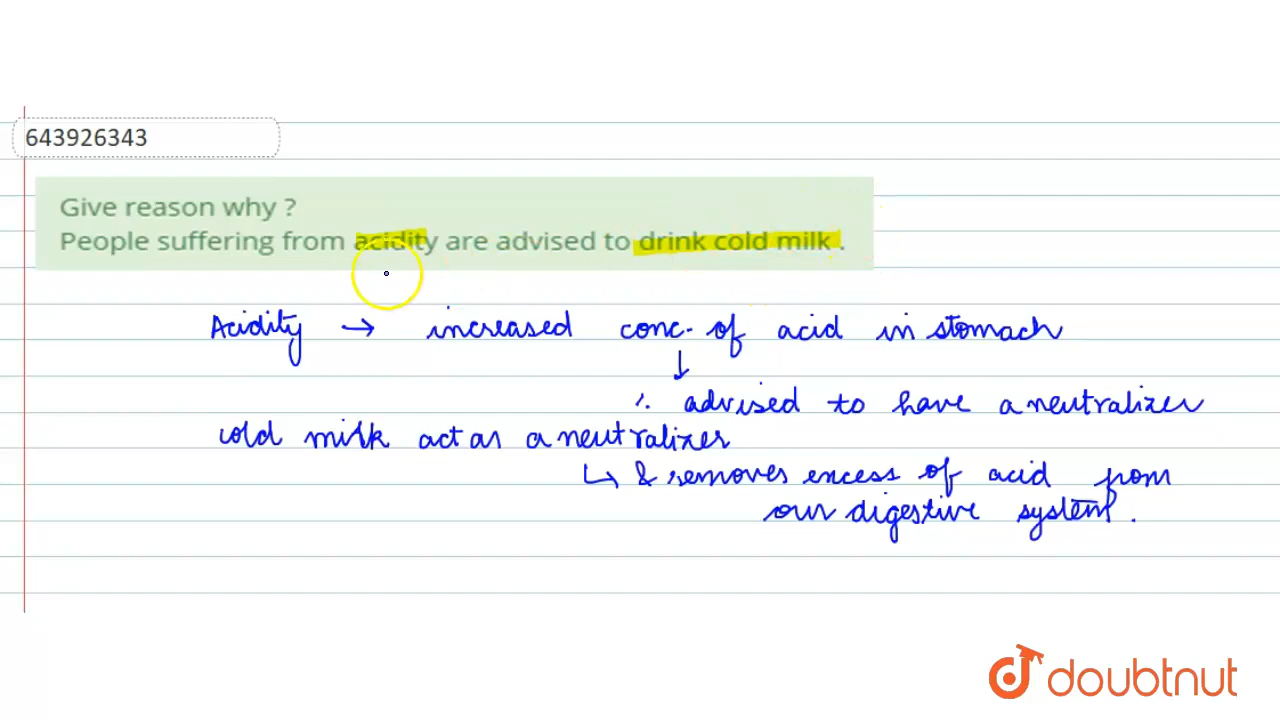 643926343
Give reason why ?
People suffering from acidity are advised to drink cold milk .
Acidity → increased conc. of acid in stomach
↓
∴ advised to have a neutralizer
cold milk act as a neutralizer
↳ & removes excess of acid from
our digestive system.
doubtnut